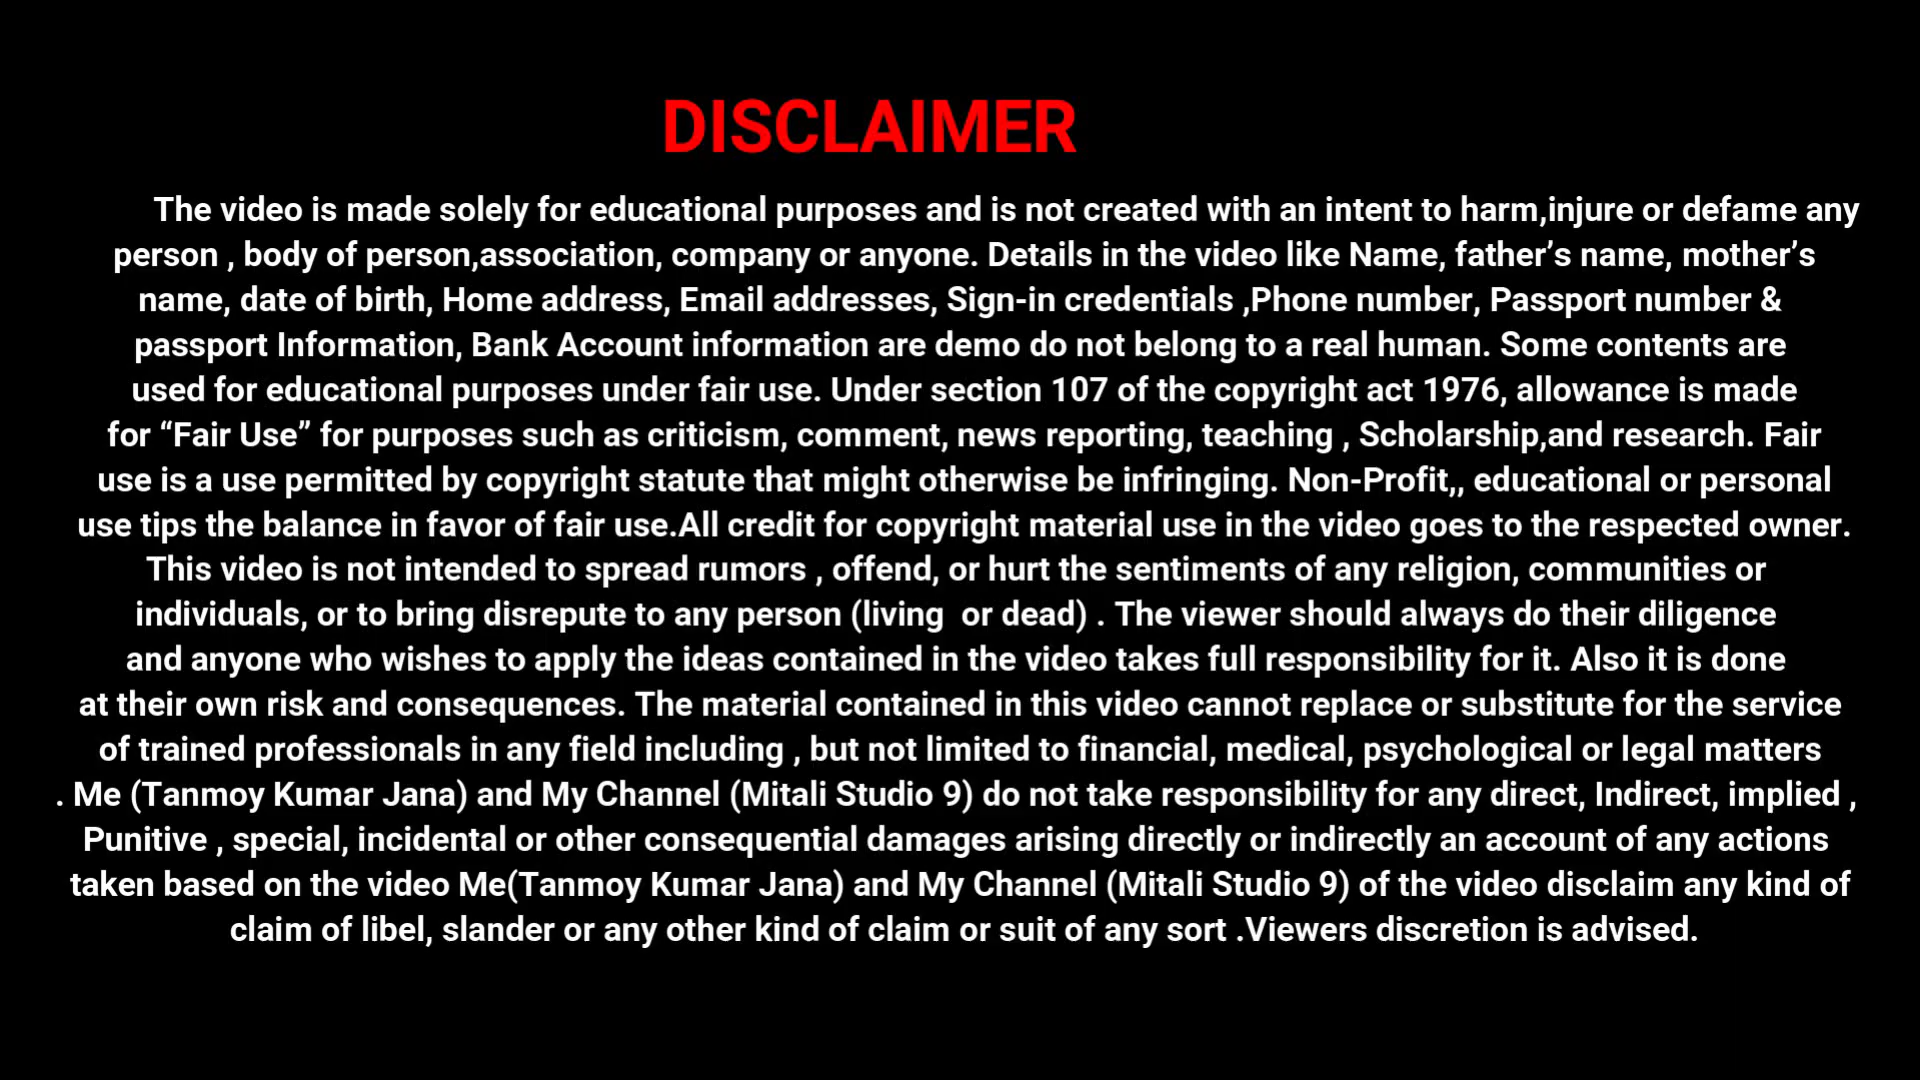 DISCLAIMER
The video is made solely for educational purposes and is not created with an intent to harm,injure or defame any
person , body of person,association, company or anyone. Details in the video like Name, father’s name, mother’s
name, date of birth, Home address, Email addresses, Sign-in credentials ,Phone number, Passport number &
passport Information, Bank Account information are demo do not belong to a real human. Some contents are
used for educational purposes under fair use. Under section 107 of the copyright act 1976, allowance is made
for “Fair Use” for purposes such as criticism, comment, news reporting, teaching , Scholarship,and research. Fair
use is a use permitted by copyright statute that might otherwise be infringing. Non-Profit,, educational or personal
use tips the balance in favor of fair use.All credit for copyright material use in the video goes to the respected owner.
This video is not intended to spread rumors , offend, or hurt the sentiments of any religion, communities or
individuals, or to bring disrepute to any person (living  or dead) . The viewer should always do their diligence
and anyone who wishes to apply the ideas contained in the video takes full responsibility for it. Also it is done
at their own risk and consequences. The material contained in this video cannot replace or substitute for the service
of trained professionals in any field including , but not limited to financial, medical, psychological or legal matters
. Me (Tanmoy Kumar Jana) and My Channel (Mitali Studio 9) do not take responsibility for any direct, Indirect, implied ,
Punitive , special, incidental or other consequential damages arising directly or indirectly an account of any actions
taken based on the video Me(Tanmoy Kumar Jana) and My Channel (Mitali Studio 9) of the video disclaim any kind of
claim of libel, slander or any other kind of claim or suit of any sort .Viewers discretion is advised.